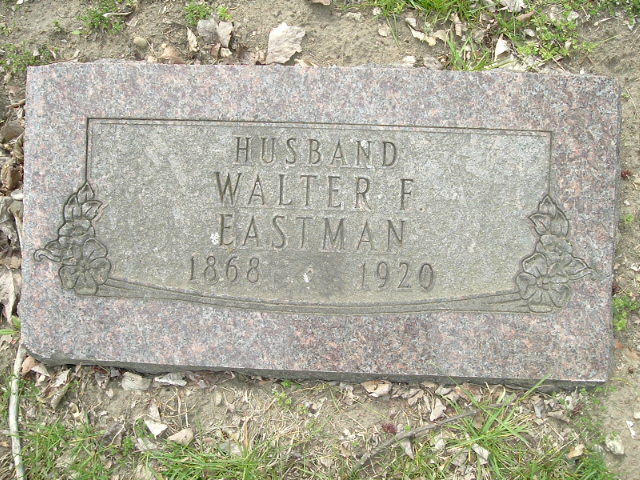 HUSBAND
WALTER F.
EASTMAN
1868 1920